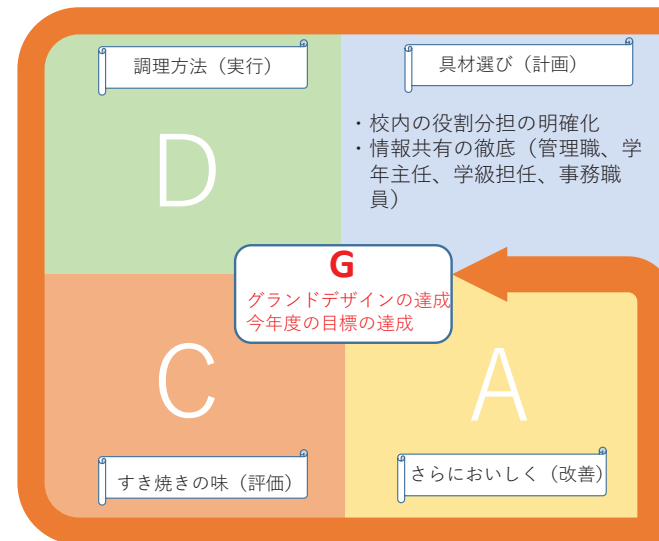 調理方法（実行）
具材選び（計画）
D
・校内の役割分担の明確化
・情報共有の徹底（管理職、学
年主任、学級担任、事務職
員）
G
グランドデザインの達成
今年度の目標の達成
C
A
すき焼きの味（評価）
さらにおいしく（改善）